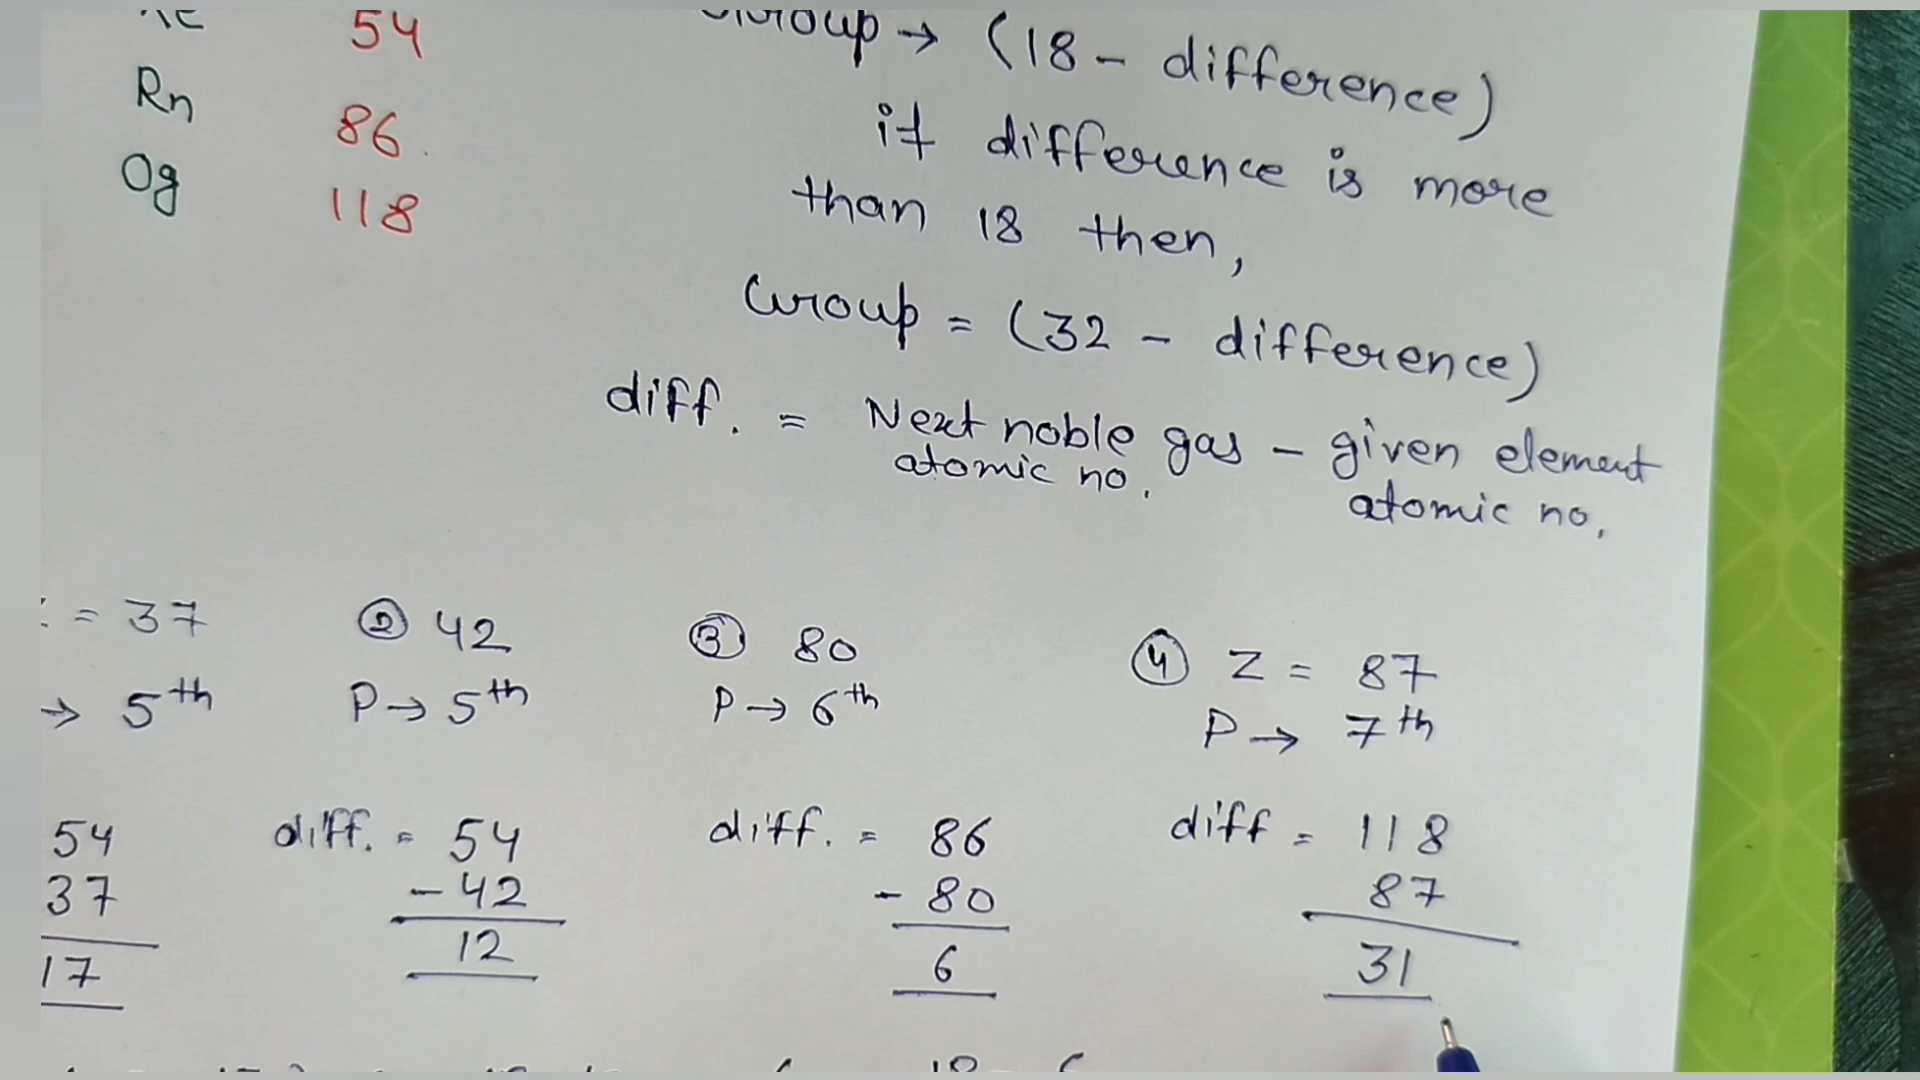 54
Group → (18 - difference)
Rn 86
if difference is more
Og 118
than 18 then,
Group = (32 - difference)
diff. = Next noble gas - given element
atomic no. atomic no.
= 37 ② 42 ③ 80 ④ Z = 87
→ 5th P → 5th P → 6th P → 7th
54 diff. = 54 diff. = 86 diff = 118
37 - 42 - 80 87
17 12 6 31